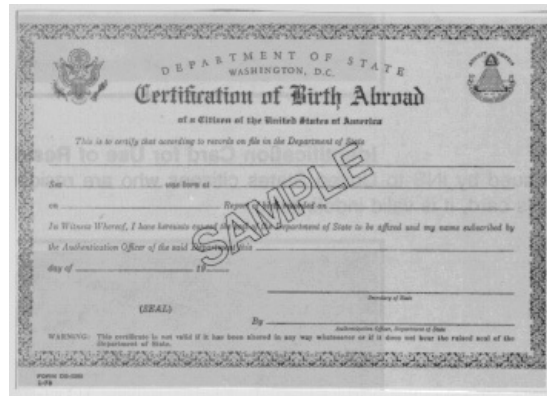 DEPARTMENT OF STATE
WASHINGTON, D.C.
Certification of Birth Abroad
of a Citizen of the United States of America
This is to certify that according to records on file in the Department of State
Sex was born at
on Report of birth recorded on
In Witness Whereof, I have hereunto caused the seal of the Department of State to be affixed and my name subscribed by
the Authentication Officer of the said Department this
day of 19
SAMPLE
Secretary of State
(SEAL)
By
Authentication Officer, Department of State
WARNING: This certificate is not valid if it has been altered in any way whatsoever or if it does not bear the raised seal of the
Department of State.
FORM